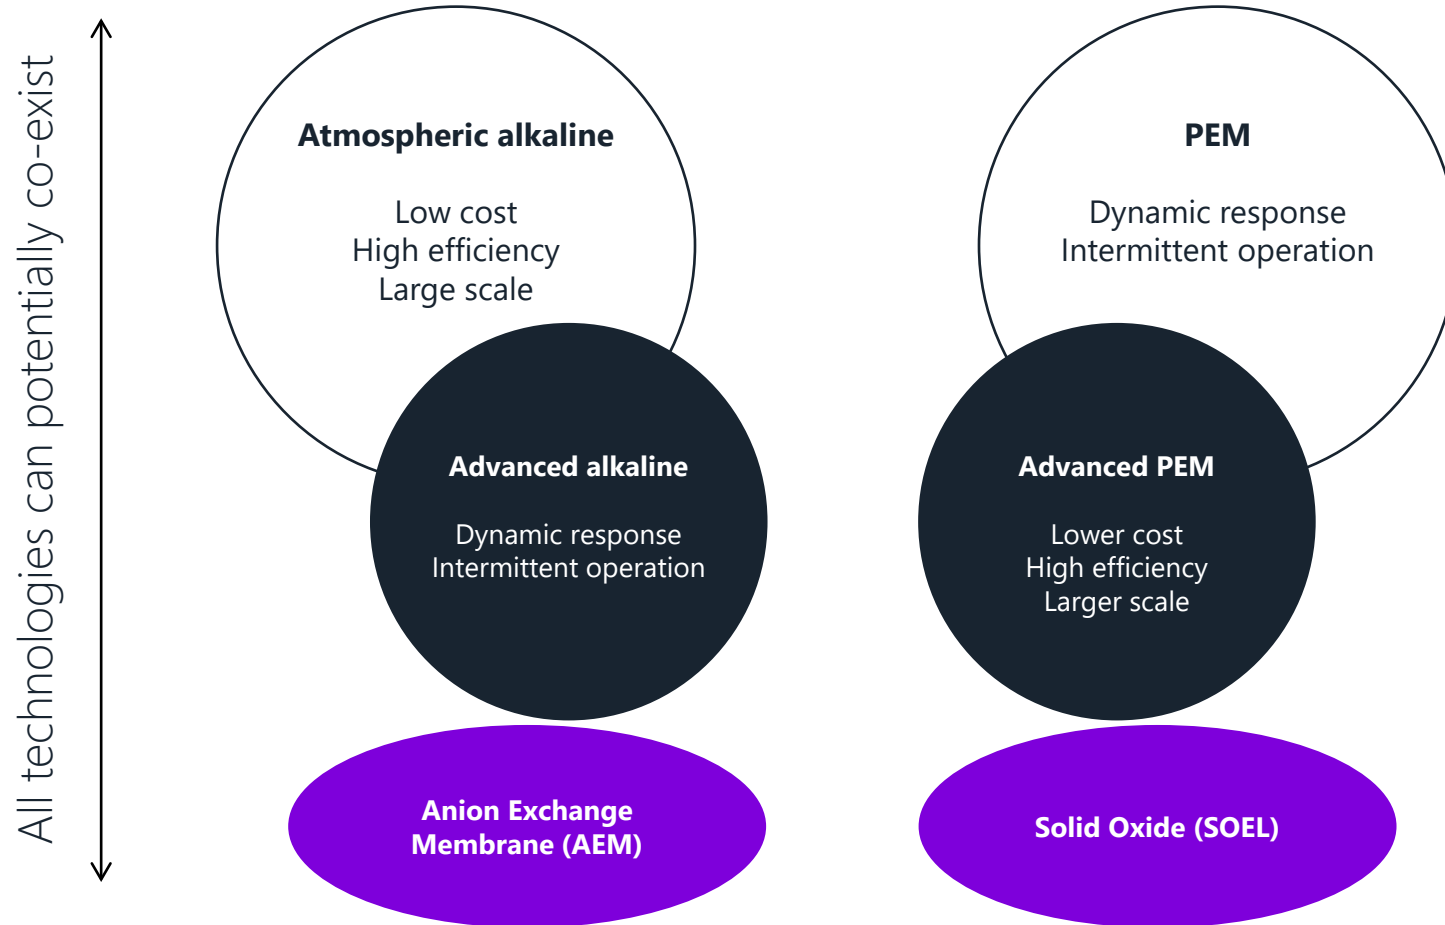 All technologies can potentially co-exist
Atmospheric alkaline
Low cost
High efficiency
Large scale
PEM
Dynamic response
Intermittent operation
Advanced alkaline
Dynamic response
Intermittent operation
Advanced PEM
Lower cost
High efficiency
Larger scale
Anion Exchange
Membrane (AEM)
Solid Oxide (SOEL)